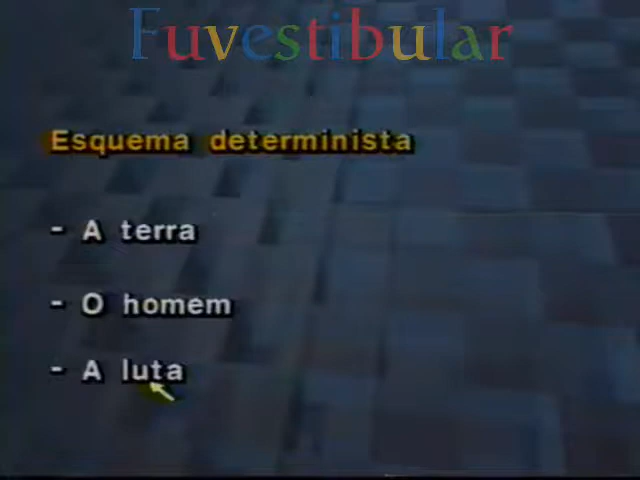 Fuvestibular
Esquema determinista
- A terra
- O homem
- A luta